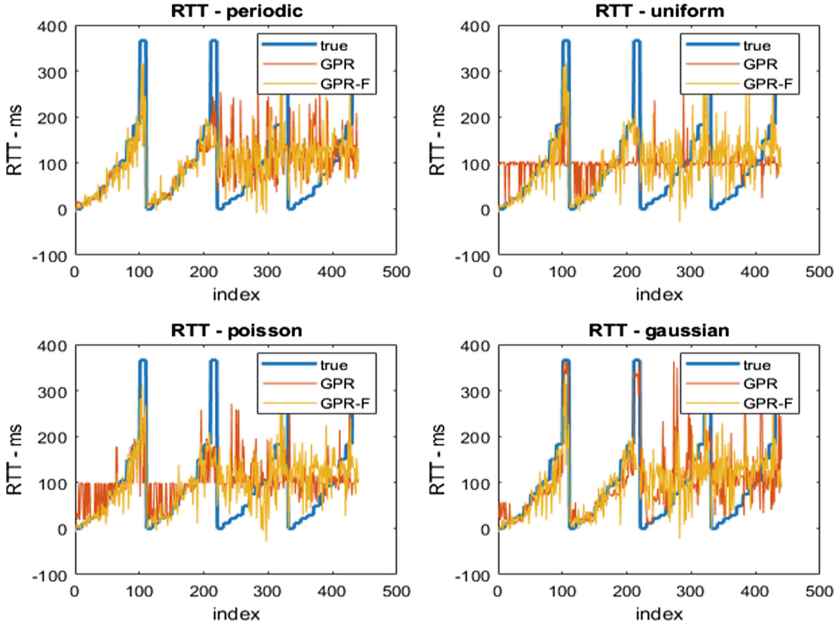 RTT - periodic
400
300
200
100
0
-100
RTT - ms
0 100 200 300 400 500
index
true
GPR
GPR-F
RTT - uniform
400
300
200
100
0
-100
RTT - ms
0 100 200 300 400 500
index
true
GPR
GPR-F
RTT - poisson
400
300
200
100
0
-100
RTT - ms
0 100 200 300 400 500
index
true
GPR
GPR-F
RTT - gaussian
400
300
200
100
0
-100
RTT - ms
0 100 200 300 400 500
index
true
GPR
GPR-F